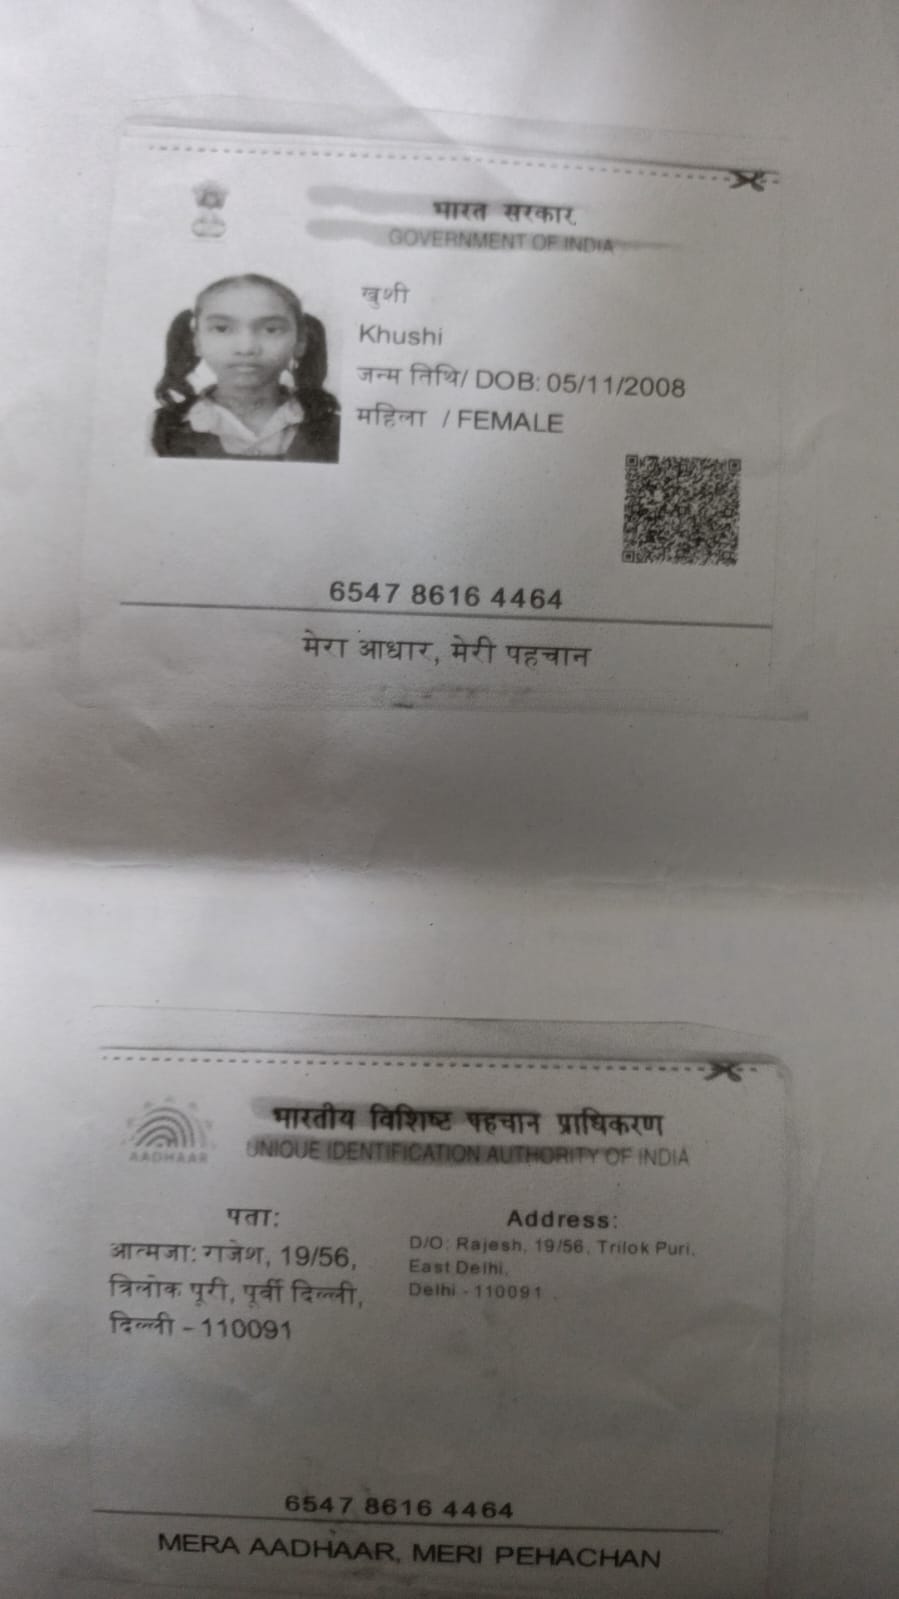 भारत सरकार
GOVERNMENT OF INDIA
खुशी
Khushi
जन्म तिथि/ DOB: 05/11/2008
महिला / FEMALE
6547 8616 4464
मेरा आधार, मेरी पहचान
भारतीय विशिष्ट पहचान प्राधिकरण
AADHAAR
UNIQUE IDENTIFICATION AUTHORITY OF INDIA
पता:
आत्मजा: राजेश, 19/56,
त्रिलोक पूरी, पूर्वी दिल्ली,
दिल्ली - 110091
Address:
D/O: Rajesh, 19/56, Trilok Puri,
East Delhi,
Delhi - 110091
6547 8616 4464
MERA AADHAAR, MERI PEHACHAN